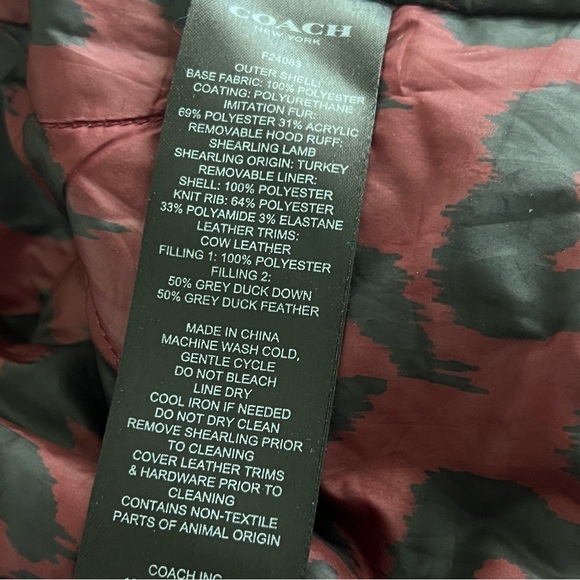 COACH
NEW YORK
F24083
OUTER SHELL:
BASE FABRIC: 100% POLYESTER
COATING: POLYURETHANE
IMITATION FUR:
69% POLYESTER 31% ACRYLIC
REMOVABLE HOOD RUFF:
SHEARLING LAMB
SHEARLING ORIGIN: TURKEY
REMOVABLE LINER:
SHELL: 100% POLYESTER
KNIT RIB: 64% POLYESTER
33% POLYAMIDE 3% ELASTANE
LEATHER TRIMS:
COW LEATHER
FILLING 1: 100% POLYESTER
FILLING 2:
50% GREY DUCK DOWN
50% GREY DUCK FEATHER
MADE IN CHINA
MACHINE WASH COLD,
GENTLE CYCLE
DO NOT BLEACH
LINE DRY
COOL IRON IF NEEDED
DO NOT DRY CLEAN
REMOVE SHEARLING PRIOR
TO CLEANING
COVER LEATHER TRIMS
& HARDWARE PRIOR TO
CLEANING
CONTAINS NON-TEXTILE
PARTS OF ANIMAL ORIGIN
COACH INC